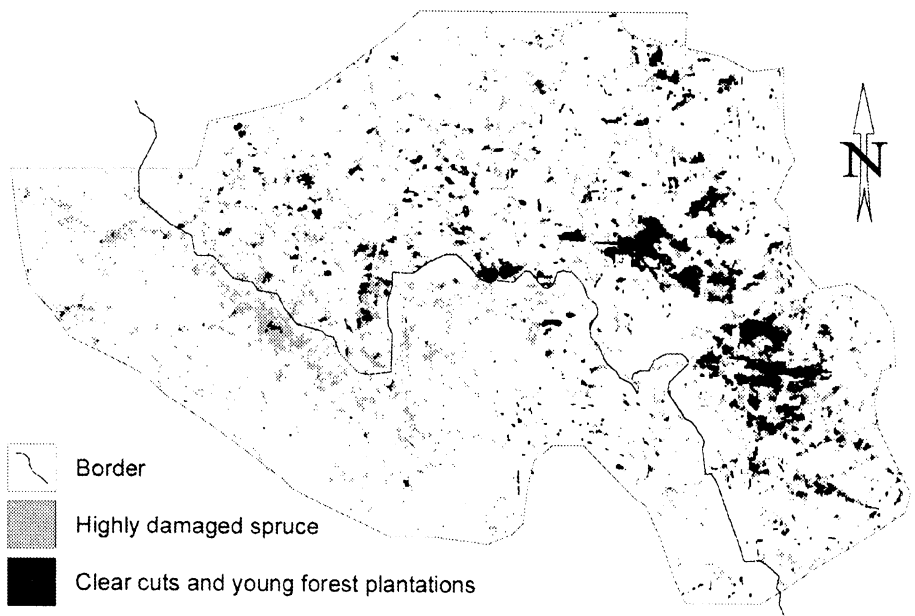 N
Border
Highly damaged spruce
Clear cuts and young forest plantations